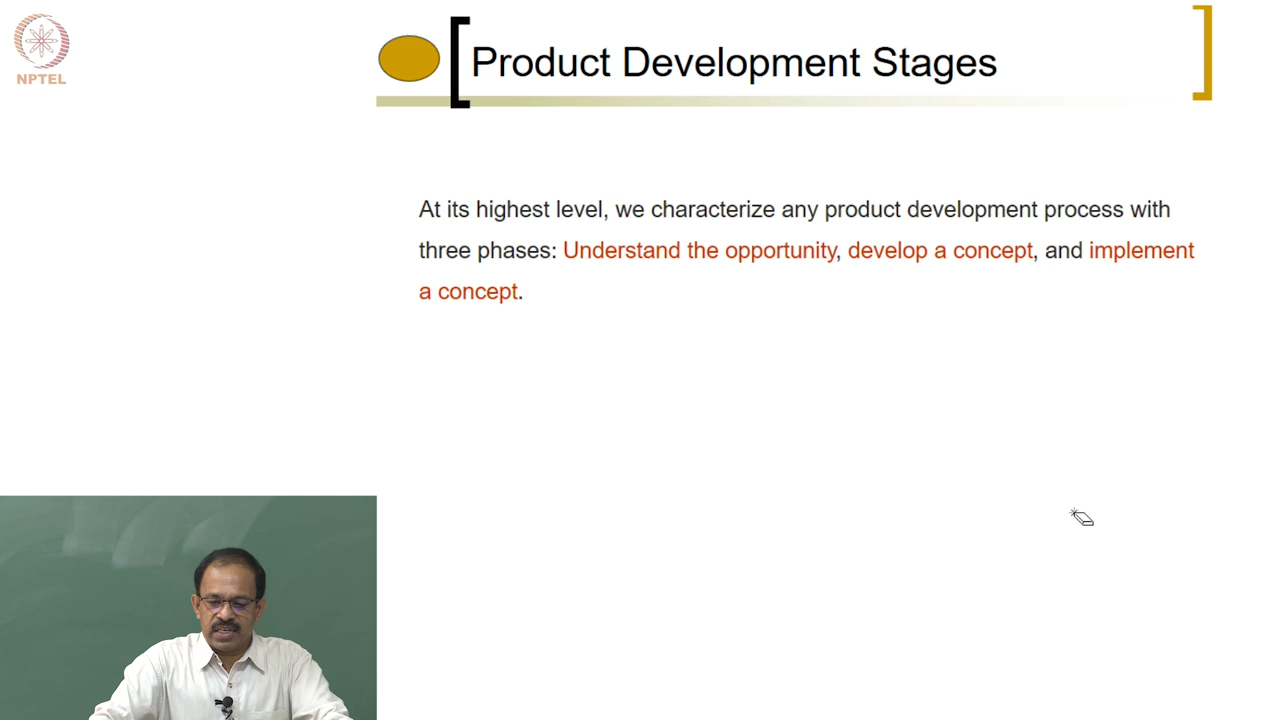 NPTEL
Product Development Stages
At its highest level, we characterize any product development process with
three phases: Understand the opportunity, develop a concept, and implement
a concept.